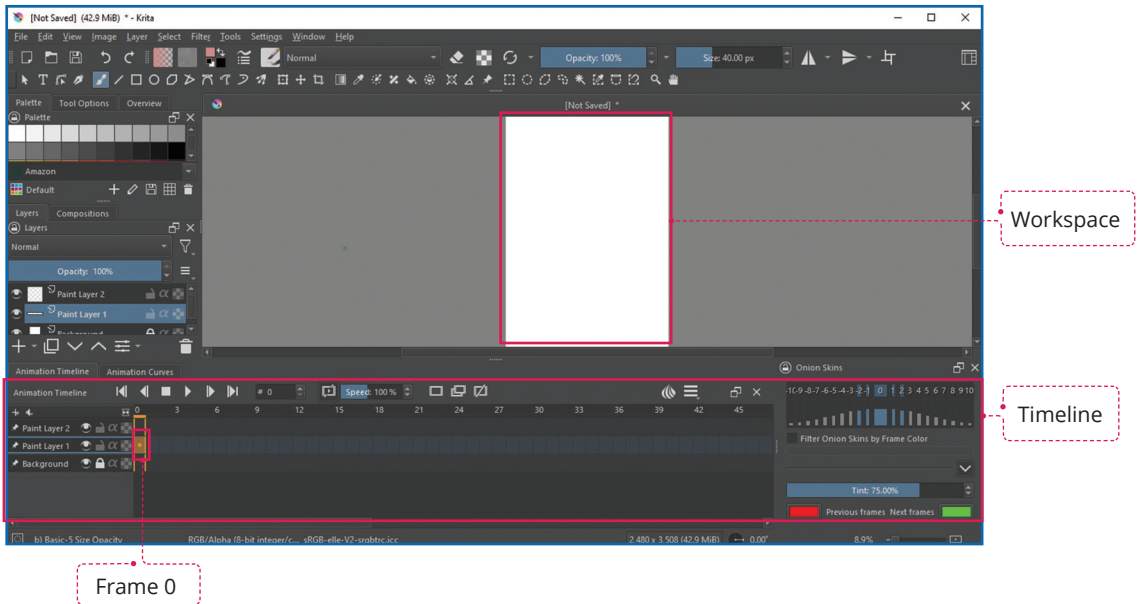 [Not Saved] (42.9 MiB) * - Krita
File Edit View Image Layer Select Filter Tools Settings Window Help
Normal Opacity: 100% Size: 40.00 px
Palette Tool Options Overview [Not Saved] *
Palette
Amazon
Default
Layers Compositions
Layers
Normal
Opacity: 100%
Paint Layer 2
Paint Layer 1
Background
Workspace
Animation Timeline Animation Curves Onion Skins
Animation Timeline # 0 Speed: 100 %
-10-9-8-7-6-5-4-3-2-1 0 1 2 3 4 5 6 7 8 9 10
0 3 6 9 12 15 18 21 24 27 30 33 36 39 42 45
Paint Layer 2
Paint Layer 1
Background
Filter Onion Skins by Frame Color
Tint: 75.00%
Previous frames Next frames
Timeline
b) Basic-5 Size Opacity RGB/Alpha (8-bit integer/c... sRGB-elle-V2-srgbtrc.icc 2.480 x 3.508 (42.9 MiB) 0.00° 8.9%
Frame 0